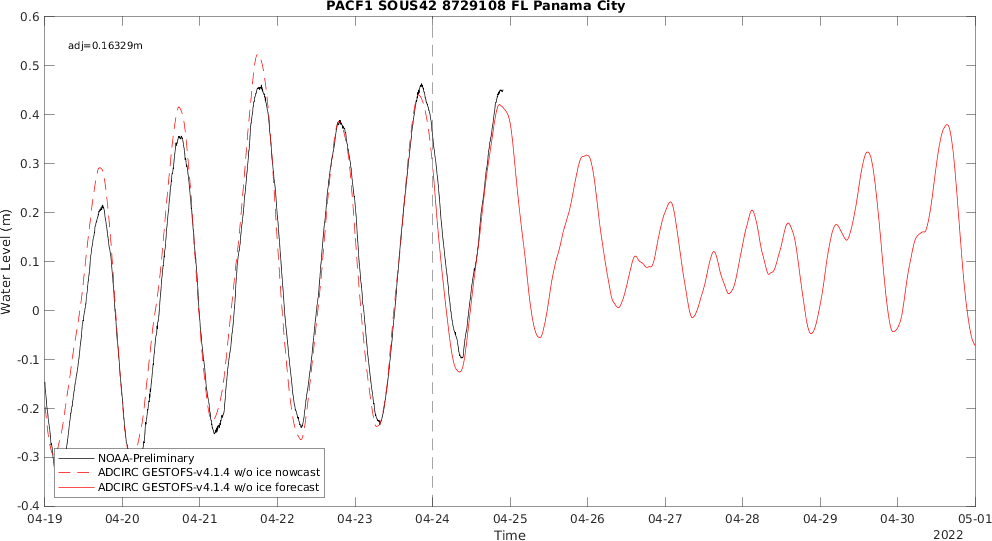 PACF1 SOUS42 8729108 FL Panama City
adj=0.16329m
0.6
0.5
0.4
0.3
0.2
0.1
0
-0.1
-0.2
-0.3
-0.4
Water Level (m)
NOAA-Preliminary
ADCIRC GESTOFS-v4.1.4 w/o ice nowcast
ADCIRC GESTOFS-v4.1.4 w/o ice forecast
04-19 04-20 04-21 04-22 04-23 04-24 04-25 04-26 04-27 04-28 04-29 04-30 05-01
Time
2022